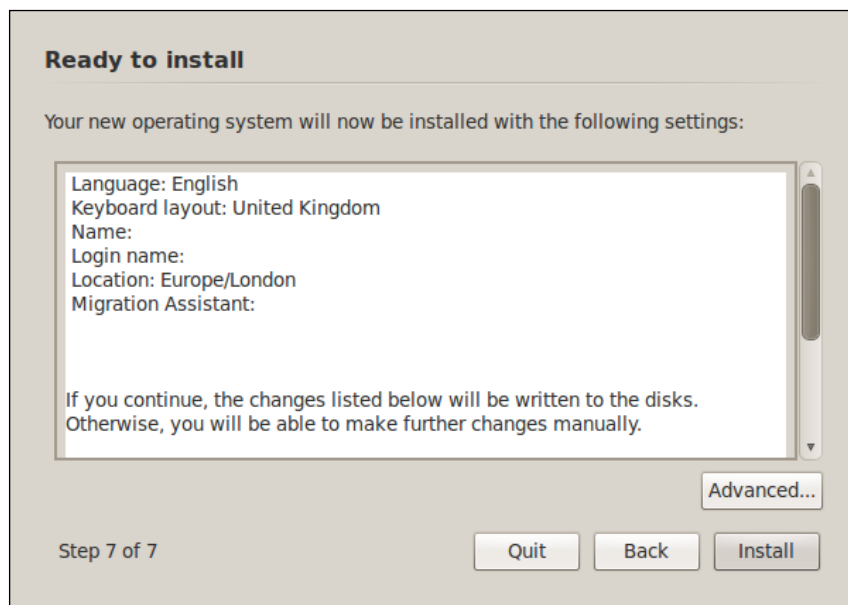 Ready to install
Your new operating system will now be installed with the following settings:
Language: English
Keyboard layout: United Kingdom
Name:
Login name:
Location: Europe/London
Migration Assistant:
If you continue, the changes listed below will be written to the disks.
Otherwise, you will be able to make further changes manually.
Advanced...
Step 7 of 7
Quit
Back
Install